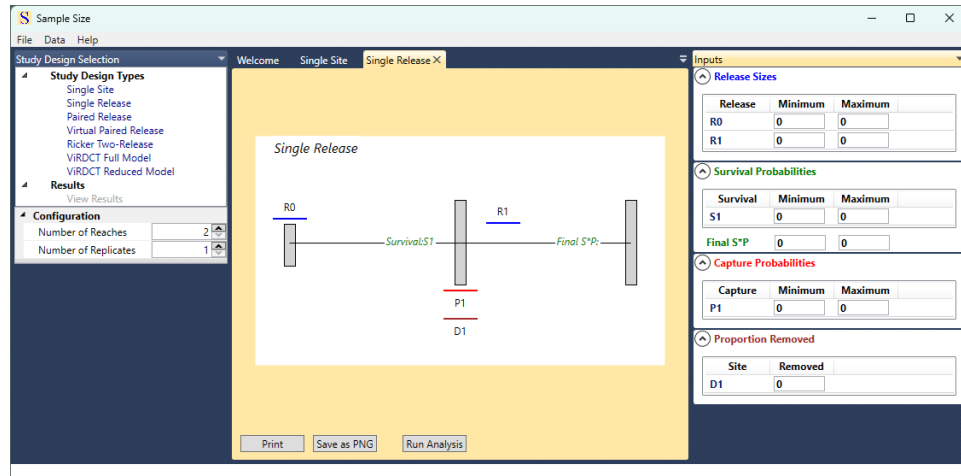 S Sample Size
File Data Help
Study Design Selection
Study Design Types
Single Site
Single Release
Paired Release
Virtual Paired Release
Ricker Two-Release
ViRDCT Full Model
ViRDCT Reduced Model
Results
View Results
Configuration
Number of Reaches 2
Number of Replicates 1
Welcome Single Site Single Release
Single Release
R0
R1
Survival:S1
Final S*P:
P1
D1
Print Save as PNG Run Analysis
Inputs
Release Sizes
Release Minimum Maximum
R0 0 0
R1 0 0
Survival Probabilities
Survival Minimum Maximum
S1 0 0
Final S*P 0 0
Capture Probabilities
Capture Minimum Maximum
P1 0 0
Proportion Removed
Site Removed
D1 0